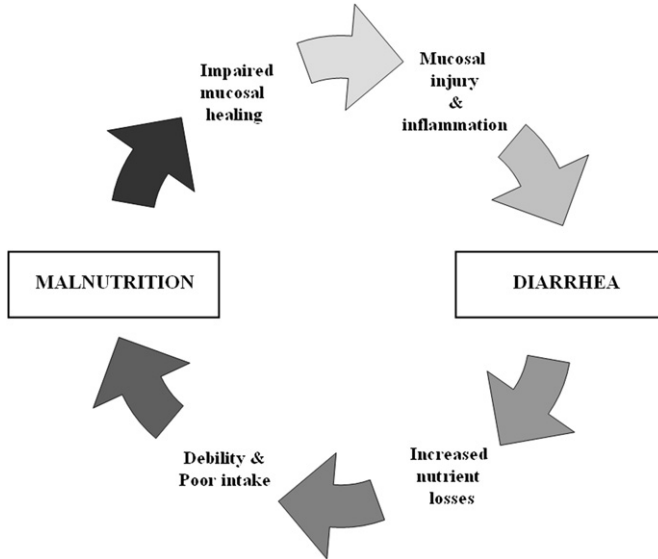 Impaired
mucosal
healing
Mucosal
injury
&
inflammation
MALNUTRITION
DIARRHEA
Debility &
Poor intake
Increased
nutrient
losses